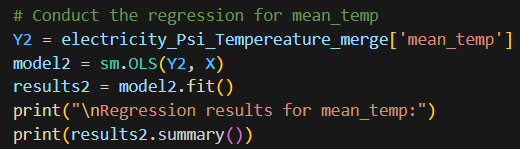 # Conduct the regression for mean_temp
Y2 = electricity_Psi_Tempereature_merge['mean_temp']
model2 = sm.OLS(Y2, X)
results2 = model2.fit()
print("\nRegression results for mean_temp:")
print(results2.summary())